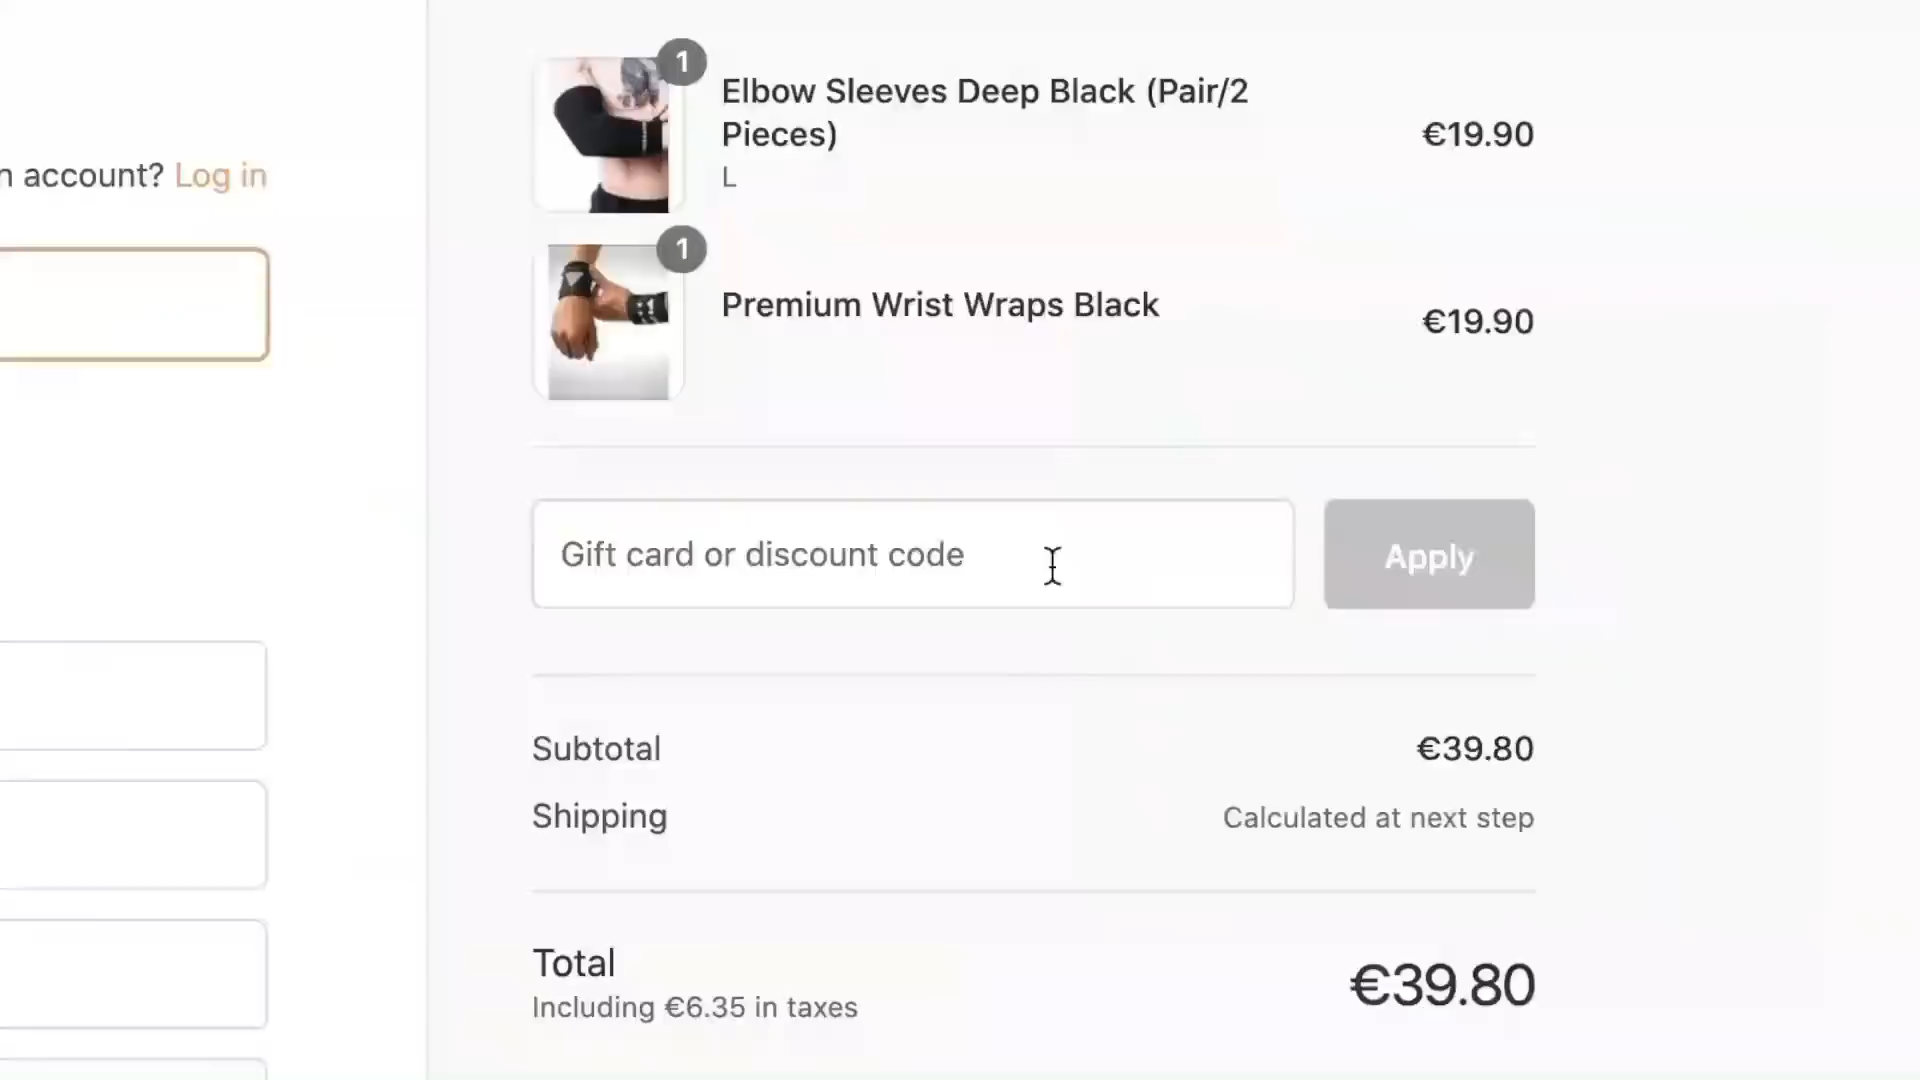 n account? Log in
1
Elbow Sleeves Deep Black (Pair/2
Pieces)
L
€19.90
1
Premium Wrist Wraps Black
€19.90
Gift card or discount code
Apply
Subtotal
€39.80
Shipping
Calculated at next step
Total
Including €6.35 in taxes
€39.80